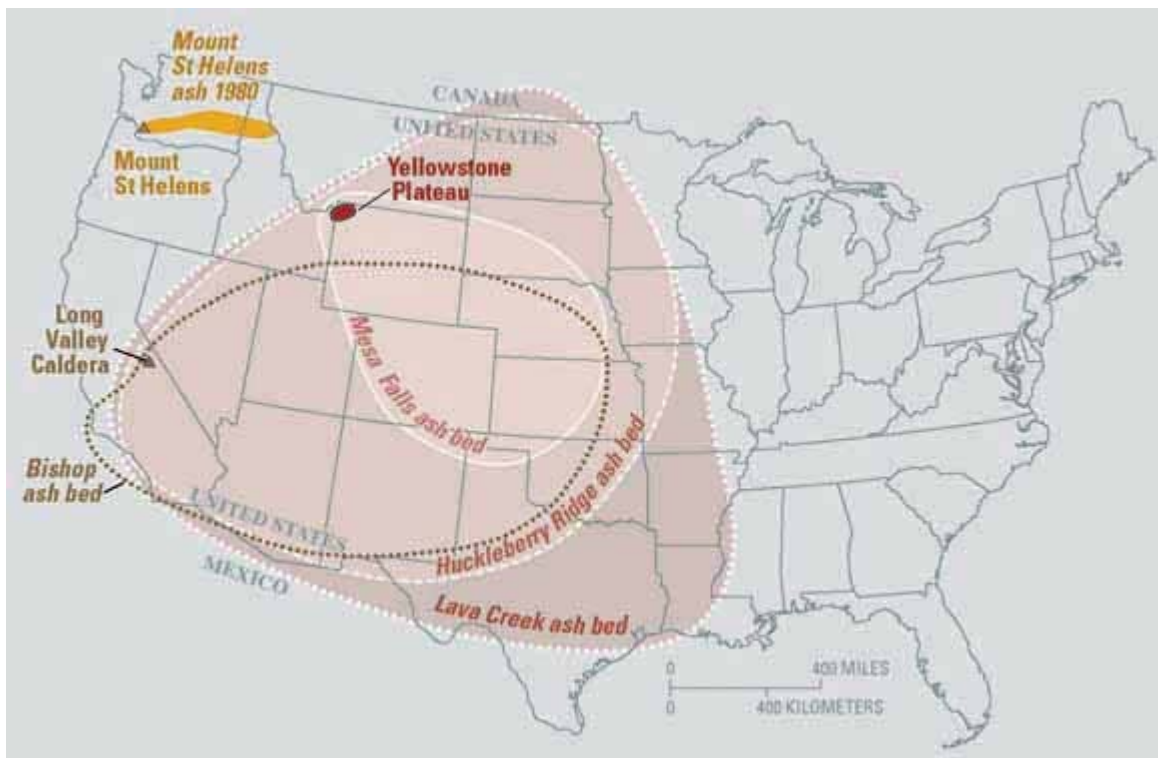 Mount
St Helens
ash 1980
CANADA
UNITED STATES
Mount
St Helens
Yellowstone
Plateau
Long
Valley
Caldera
Mesa Falls ash bed
Bishop
ash bed
UNITED STATES
MEXICO
Huckleberry Ridge ash bed
Lava Creek ash bed
0 400 MILES
0 400 KILOMETERS